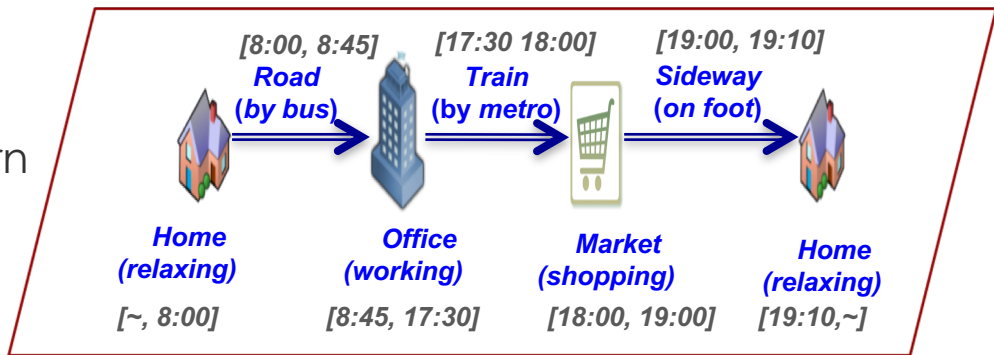 [8:00, 8:45]
Road
(by bus)
[17:30 18:00]
Train
(by metro)
[19:00, 19:10]
Sideway
(on foot)
Home
(relaxing)
[~, 8:00]
Office
(working)
[8:45, 17:30]
Market
(shopping)
[18:00, 19:00]
Home
(relaxing)
[19:10,~]